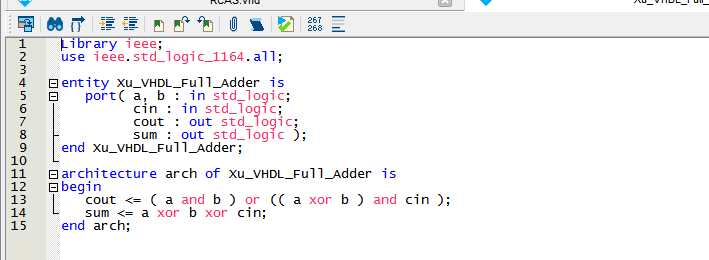 RCAS.vhd
267
268
1 Library ieee;
2 use ieee.std_logic_1164.all;
3
4 entity Xu_VHDL_Full_Adder is
5 port( a, b : in std_logic;
6 cin : in std_logic;
7 cout : out std_logic;
8 sum : out std_logic );
9 end Xu_VHDL_Full_Adder;
10
11 architecture arch of Xu_VHDL_Full_Adder is
12 begin
13 cout <= ( a and b ) or (( a xor b ) and cin );
14 sum <= a xor b xor cin;
15 end arch;